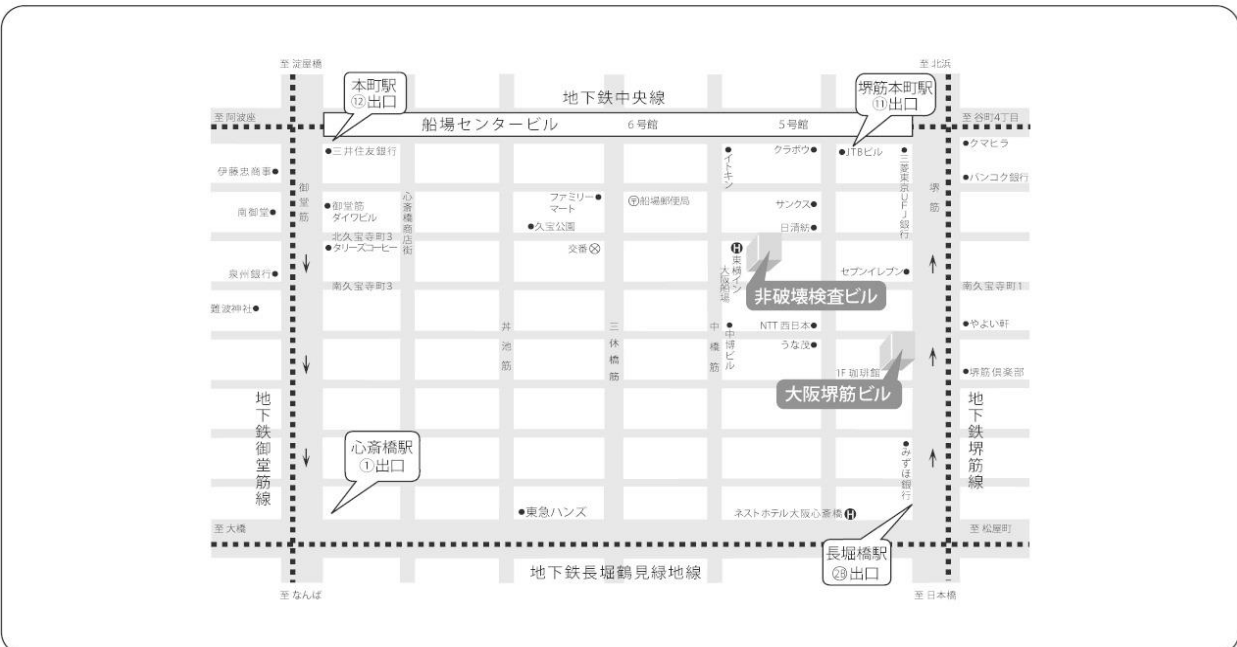 至 淀屋橋
至 北浜
本町駅
⑫出口
地下鉄中央線
堺筋本町駅
⑪出口
至 阿波座
船場センタービル
6号館
5号館
至 谷町4丁目
三井住友銀行
イトキン
クラボウ
JTBビル
三菱東京UFJ銀行
クマヒラ
伊藤忠商事
バンコク銀行
御堂筋
心斎橋商店街
堺筋
南御堂
御堂筋
ダイワビル
ファミリー
マート
〒船場郵便局
サンクス
久宝公園
日清紡
北久宝寺町3
タリーズコーヒー
交番
H
東横イン
大阪船場
泉州銀行
セブンイレブン
南久宝寺町3
非破壊検査ビル
南久宝寺町1
難波神社
丼池筋
三休橋筋
中橋筋
中博ビル
NTT西日本
うな茂
やよい軒
1F 珈琲館
堺筋倶楽部
大阪堺筋ビル
地下鉄御堂筋線
地下鉄堺筋線
心斎橋駅
①出口
みずほ銀行
東急ハンズ
ネストホテル大阪心斎橋
H
至 大橋
至 松屋町
長堀橋駅
2B出口
地下鉄長堀鶴見緑地線
至 なんば
至 日本橋